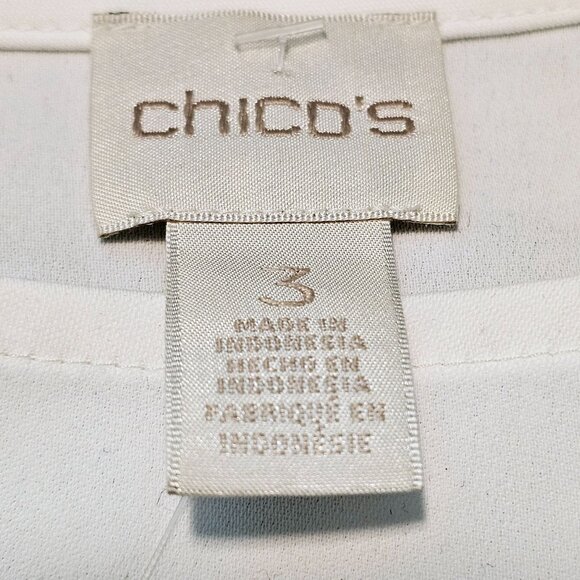 chico's
3
MADE IN
INDONESIA
HECHO EN
INDONESIA
FABRIQUÉ EN
INDONÉSIE